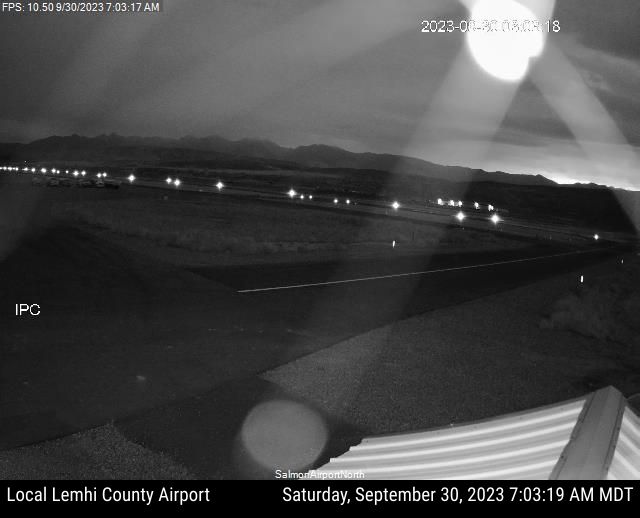 FPS: 10.50 9/30/2023 7:03:17 AM
IPC
SalmonAirportNorth
Local Lemhi County Airport Saturday, September 30, 2023 7:03:19 AM MDT